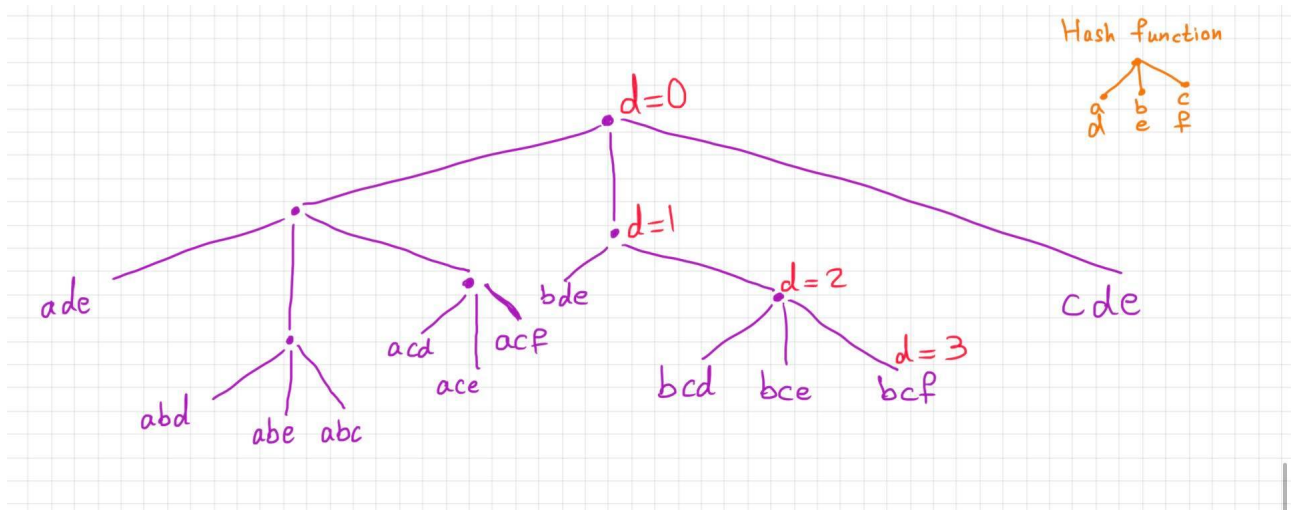 Hash function
d=0
a b c
d e f
d=1
d=2
ade
bde
cde
acd
ace
acf
d=3
bcd
bce
bcf
abd
abe
abc